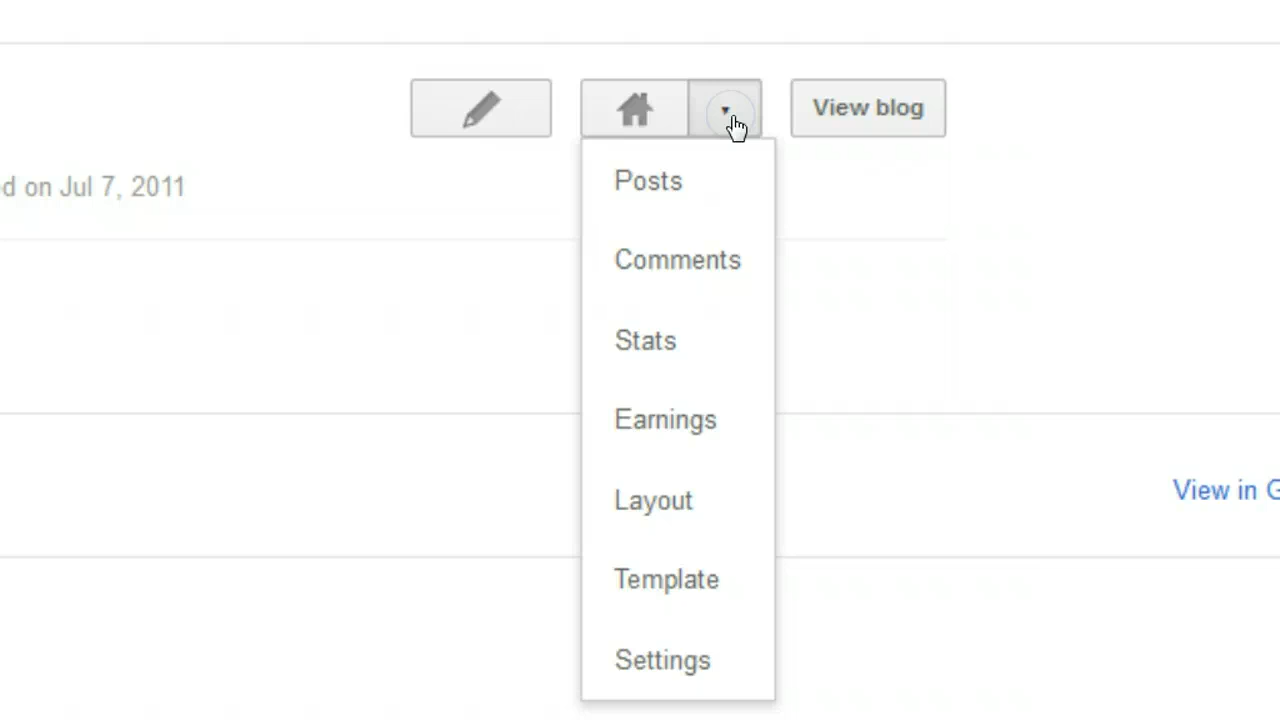 View blog
d on Jul 7, 2011
Posts
Comments
Stats
Earnings
Layout
View in G
Template
Settings